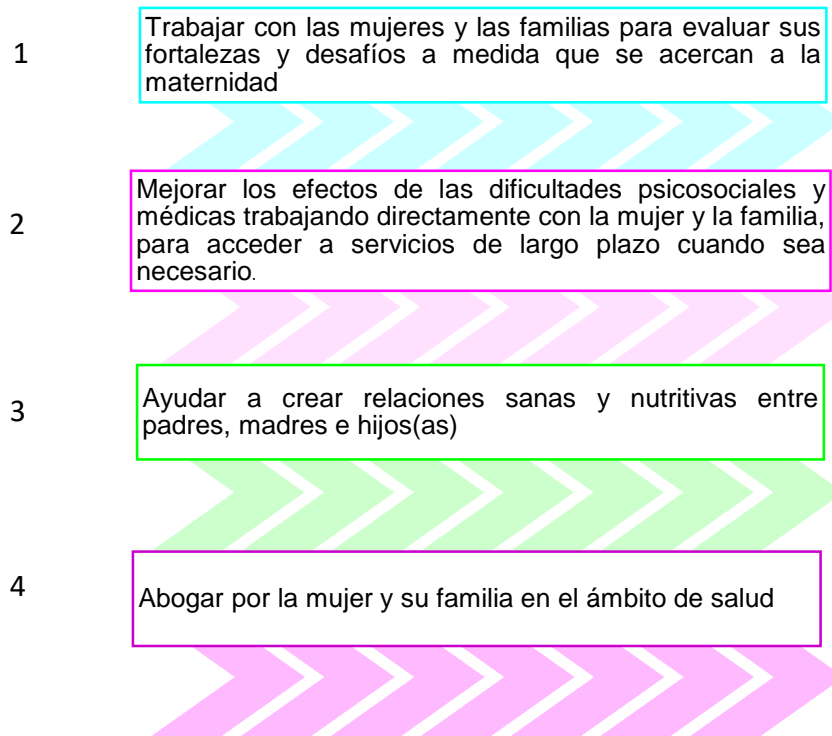 1
Trabajar con las mujeres y las familias para evaluar sus
fortalezas y desafíos a medida que se acercan a la
maternidad
2
Mejorar los efectos de las dificultades psicosociales y
médicas trabajando directamente con la mujer y la familia,
para acceder a servicios de largo plazo cuando sea
necesario.
3
Ayudar a crear relaciones sanas y nutritivas entre
padres, madres e hijos(as)
4
Abogar por la mujer y su familia en el ámbito de salud